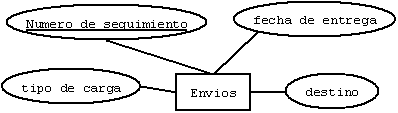 Numero de seguimiento
fecha de entrega
tipo de carga
Envios
destino